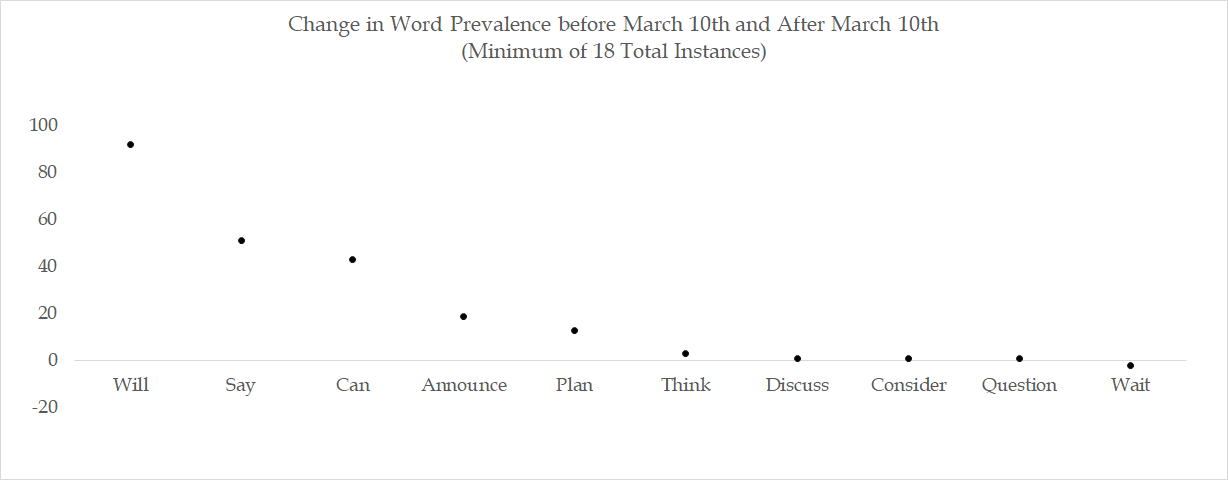 Change in Word Prevalence before March 10th and After March 10th
(Minimum of 18 Total Instances)
100
80
60
40
20
0
Will Say Can Announce Plan Think Discuss Consider Question Wait
-20